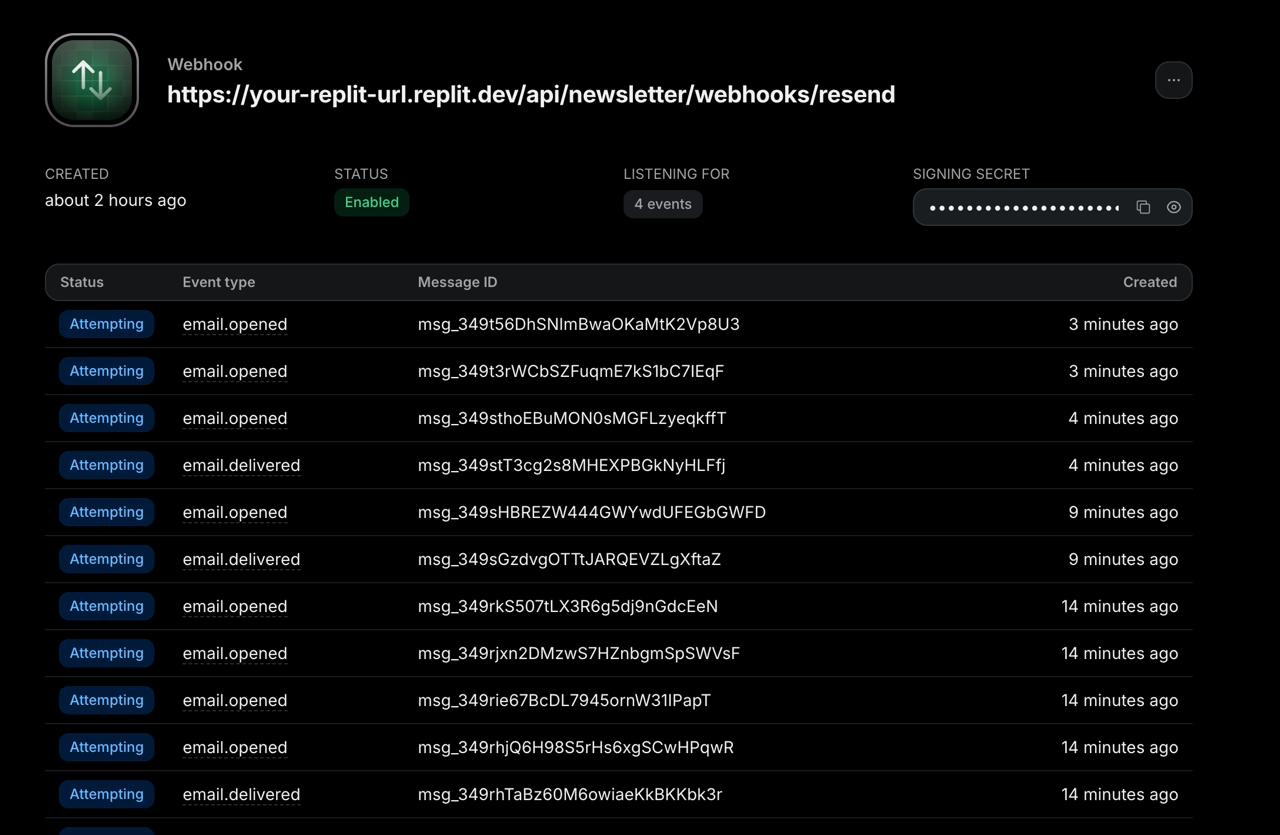 Webhook
https://your-replit-url.replit.dev/api/newsletter/webhooks/resend
CREATED STATUS LISTENING FOR SIGNING SECRET
about 2 hours ago Enabled 4 events
Status Event type Message ID Created
Attempting email.opened msg_349t56DhSNImBwaOKaMtK2Vp8U3 3 minutes ago
Attempting email.opened msg_349t3rWCbSZFuqmE7kS1bC7IEqF 3 minutes ago
Attempting email.opened msg_349sthoEBuMON0sMGFLzyeqkffT 4 minutes ago
Attempting email.delivered msg_349stT3cg2s8MHEXPBGkNyHLFfj 4 minutes ago
Attempting email.opened msg_349sHBREZW444GWYwdUFEGbGWFD 9 minutes ago
Attempting email.delivered msg_349sGzdvgOTTtJARQEVZLgXftaZ 9 minutes ago
Attempting email.opened msg_349rkS507tLX3R6g5dj9nGdcEeN 14 minutes ago
Attempting email.opened msg_349rjxn2DMzwS7HZnbgmSpSWVsF 14 minutes ago
Attempting email.opened msg_349rie67BcDL7945ornW31IPapT 14 minutes ago
Attempting email.opened msg_349rhjQ6H98S5rHs6xgSCwHPqwR 14 minutes ago
Attempting email.delivered msg_349rhTaBz60M6owiaeKkBKKbk3r 14 minutes ago